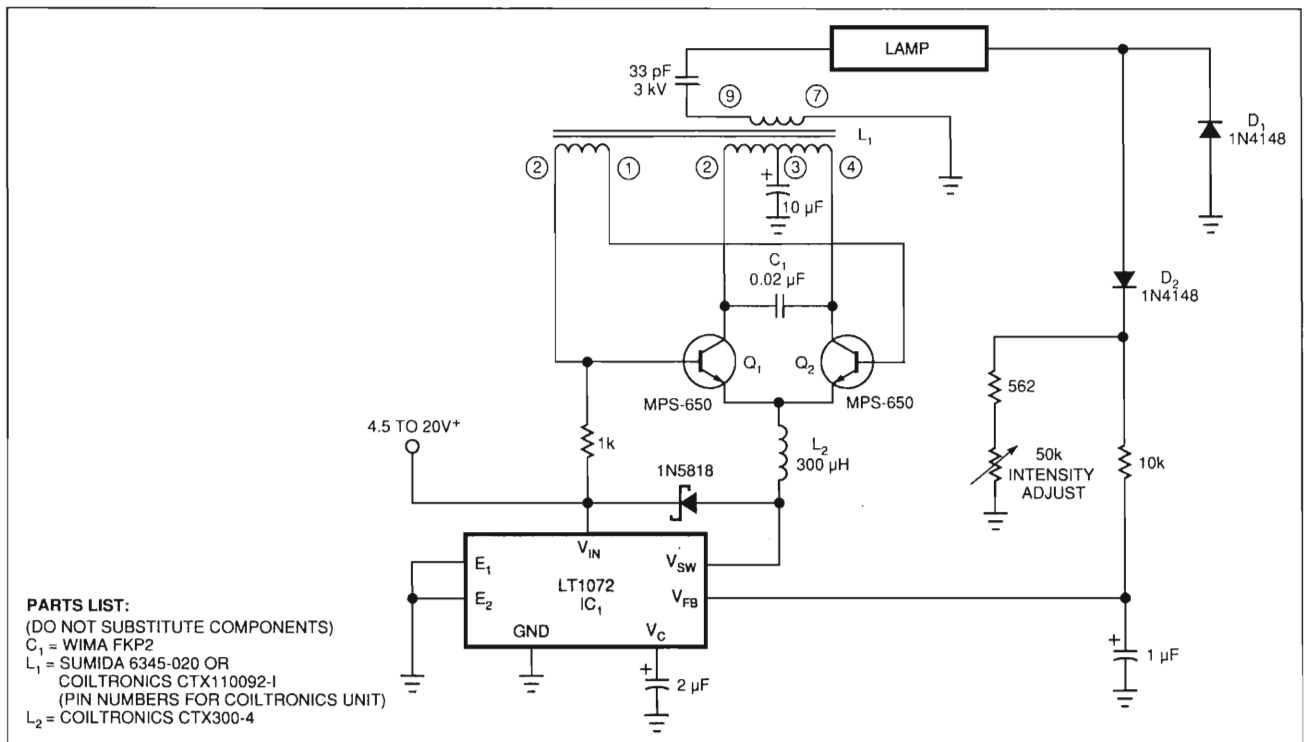 LAMP
33 pF
3 kV
9
7
L1
D1
1N4148
2
1
2
3
4
+
10 µF
C1
0.02 µF
D2
1N4148
Q1
Q2
MPS-650
MPS-650
562
4.5 TO 20V+
1k
L2
300 µH
50k
INTENSITY
ADJUST
10k
1N5818
VIN
E1
VSW
LT1072
IC1
E2
VFB
GND
VC
+
2 µF
+
1 µF
PARTS LIST:
(DO NOT SUBSTITUTE COMPONENTS)
C1 = WIMA FKP2
L1 = SUMIDA 6345-020 OR
COILTRONICS CTX110092-I
(PIN NUMBERS FOR COILTRONICS UNIT)
L2 = COILTRONICS CTX300-4